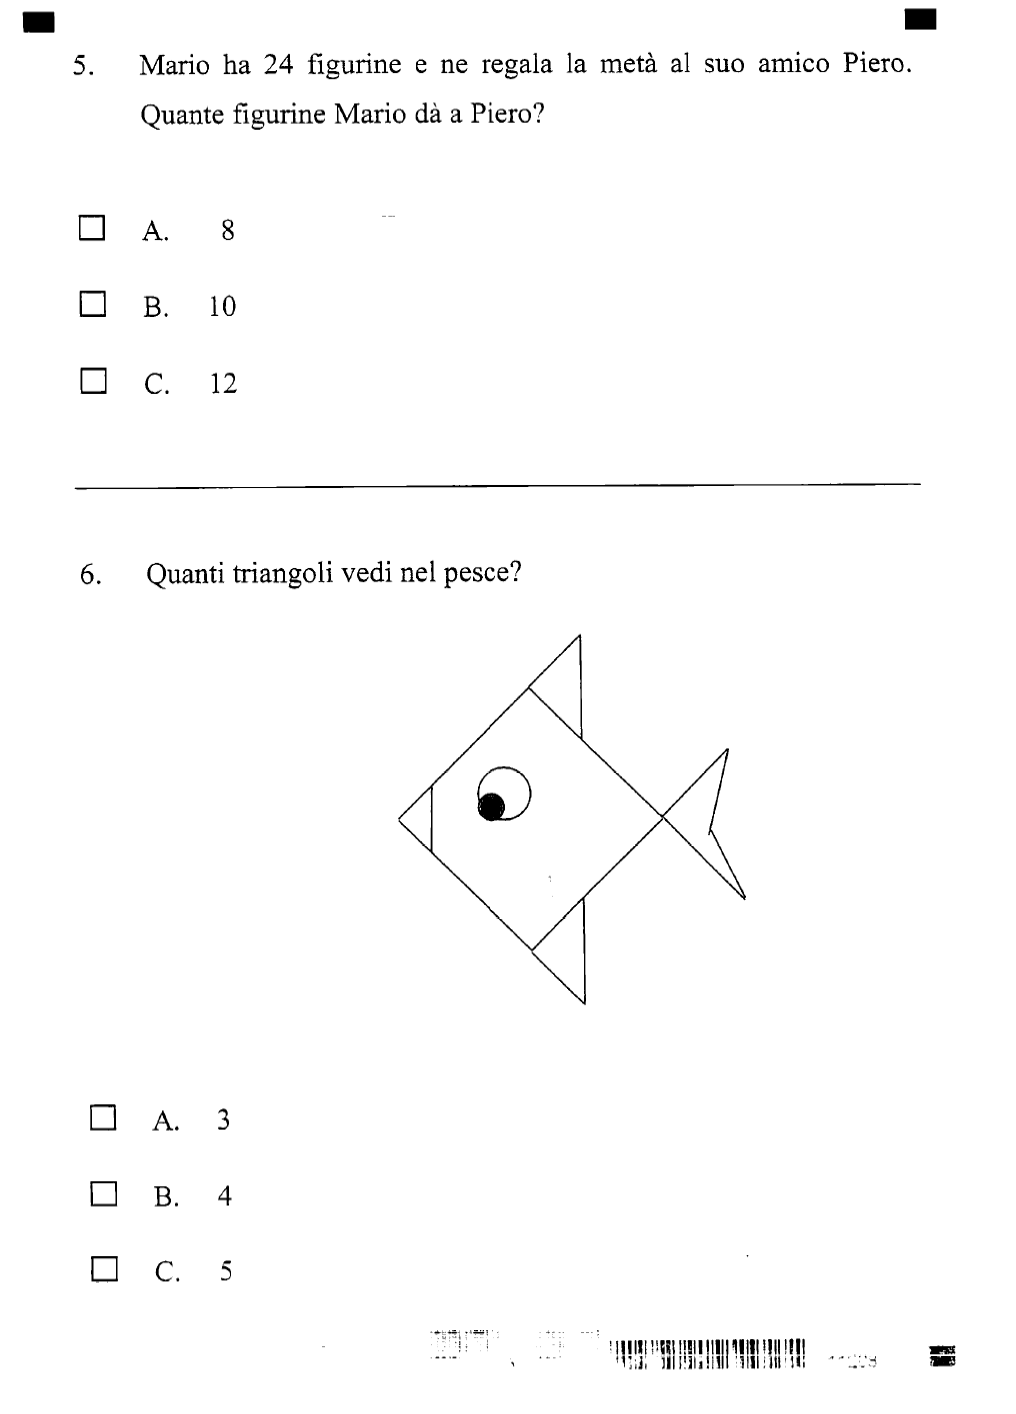 5. Mario ha 24 figurine e ne regala la metà al suo amico Piero.
Quante figurine Mario dà a Piero?
A. 8
B. 10
C. 12
6. Quanti triangoli vedi nel pesce?
A. 3
B. 4
C. 5